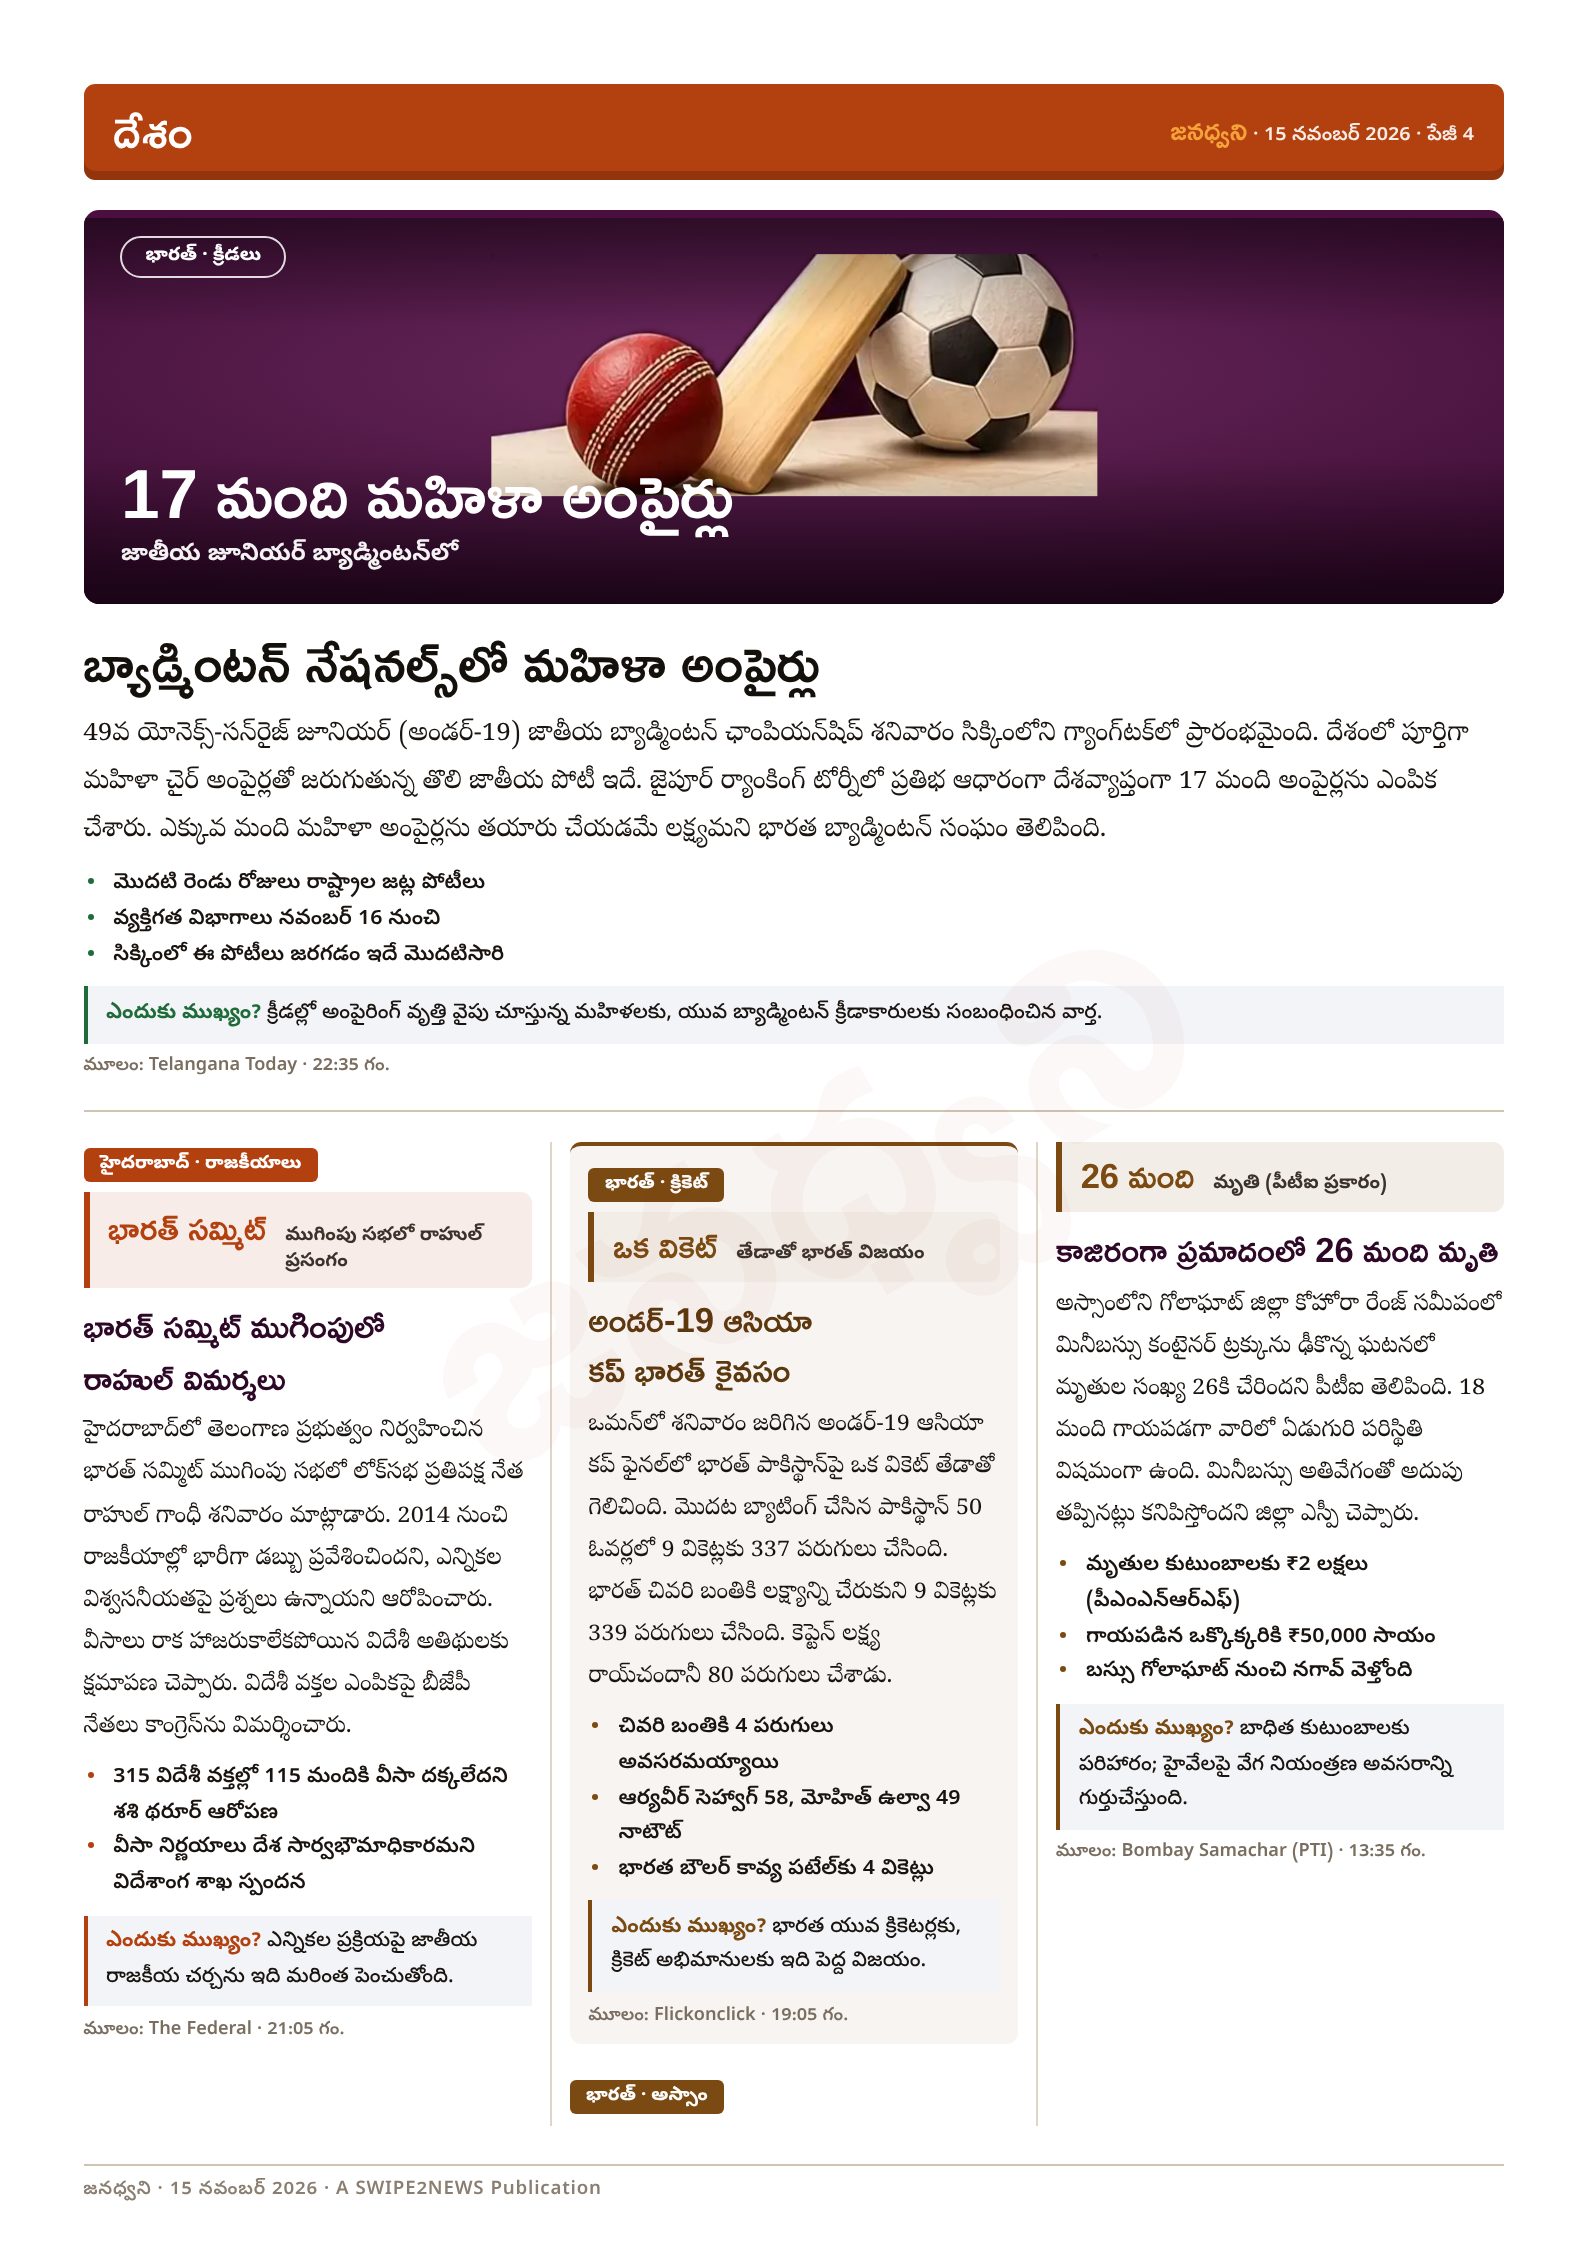 దేశం
జనధ్వని · 15 నవంబర్ 2026 · పేజీ 4
భారత్ · క్రీడలు
17 మంది మహిళా అంపైర్లు
జాతీయ జూనియర్ బ్యాడ్మింటన్‌లో
బ్యాడ్మింటన్ నేషనల్స్‌లో మహిళా అంపైర్లు
49వ యోనెక్స్-సన్‌రైజ్ జూనియర్ (అండర్-19) జాతీయ బ్యాడ్మింటన్ ఛాంపియన్‌షిప్ శనివారం సిక్కింలోని గ్యాంగ్‌టక్‌లో ప్రారంభమైంది. దేశంలో పూర్తిగా
మహిళా చైర్ అంపైర్లతో జరుగుతున్న తొలి జాతీయ పోటీ ఇదే. జైపూర్ ర్యాంకింగ్ టోర్నీలో ప్రతిభ ఆధారంగా దేశవ్యాప్తంగా 17 మంది అంపైర్లను ఎంపిక
చేశారు. ఎక్కువ మంది మహిళా అంపైర్లను తయారు చేయడమే లక్ష్యమని భారత బ్యాడ్మింటన్ సంఘం తెలిపింది.
• మొదటి రెండు రోజులు రాష్ట్రాల జట్ల పోటీలు
• వ్యక్తిగత విభాగాలు నవంబర్ 16 నుంచి
• సిక్కింలో ఈ పోటీలు జరగడం ఇదే మొదటిసారి
ఎందుకు ముఖ్యం? క్రీడల్లో అంపైరింగ్ వృత్తి వైపు చూస్తున్న మహిళలకు, యువ బ్యాడ్మింటన్ క్రీడాకారులకు సంబంధించిన వార్త.
మూలం: Telangana Today · 22:35 గం.
హైదరాబాద్ · రాజకీయాలు
భారత్ సమ్మిట్ ముగింపు సభలో రాహుల్
ప్రసంగం
భారత్ సమ్మిట్ ముగింపులో
రాహుల్ విమర్శలు
హైదరాబాద్‌లో తెలంగాణ ప్రభుత్వం నిర్వహించిన
భారత్ సమ్మిట్ ముగింపు సభలో లోక్‌సభ ప్రతిపక్ష నేత
రాహుల్ గాంధీ శనివారం మాట్లాడారు. 2014 నుంచి
రాజకీయాల్లో భారీగా డబ్బు ప్రవేశించిందని, ఎన్నికల
విశ్వసనీయతపై ప్రశ్నలు ఉన్నాయని ఆరోపించారు.
వీసాలు రాక హాజరుకాలేకపోయిన విదేశీ అతిథులకు
క్షమాపణ చెప్పారు. విదేశీ వక్తల ఎంపికపై బీజేపీ
నేతలు కాంగ్రెస్‌ను విమర్శించారు.
• 315 విదేశీ వక్తల్లో 115 మందికి వీసా దక్కలేదని
శశి థరూర్ ఆరోపణ
• వీసా నిర్ణయాలు దేశ సార్వభౌమాధికారమని
విదేశాంగ శాఖ స్పందన
ఎందుకు ముఖ్యం? ఎన్నికల ప్రక్రియపై జాతీయ
రాజకీయ చర్చను ఇది మరింత పెంచుతోంది.
మూలం: The Federal · 21:05 గం.
భారత్ · క్రికెట్
ఒక వికెట్ తేడాతో భారత్ విజయం
అండర్-19 ఆసియా
కప్ భారత్ కైవసం
ఒమన్‌లో శనివారం జరిగిన అండర్-19 ఆసియా
కప్ ఫైనల్‌లో భారత్ పాకిస్థాన్‌పై ఒక వికెట్ తేడాతో
గెలిచింది. మొదట బ్యాటింగ్ చేసిన పాకిస్థాన్ 50
ఓవర్లలో 9 వికెట్లకు 337 పరుగులు చేసింది.
భారత్ చివరి బంతికి లక్ష్యాన్ని చేరుకుని 9 వికెట్లకు
339 పరుగులు చేసింది. కెప్టెన్ లక్ష్య
రాయ్‌చందానీ 80 పరుగులు చేశాడు.
• చివరి బంతికి 4 పరుగులు
అవసరమయ్యాయి
• ఆర్యవీర్ సెహ్వాగ్ 58, మోహిత్ ఉల్వా 49
నాటౌట్
• భారత బౌలర్ కావ్య పటేల్‌కు 4 వికెట్లు
ఎందుకు ముఖ్యం? భారత యువ క్రికెటర్లకు,
క్రికెట్ అభిమానులకు ఇది పెద్ద విజయం.
మూలం: Flickonclick · 19:05 గం.
భారత్ · అస్సాం
26 మంది మృతి (పీటీఐ ప్రకారం)
కాజిరంగా ప్రమాదంలో 26 మంది మృతి
అస్సాంలోని గోలాఘాట్ జిల్లా కోహోరా రేంజ్ సమీపంలో
మినీబస్సు కంటైనర్ ట్రక్కును ఢీకొన్న ఘటనలో
మృతుల సంఖ్య 26కి చేరిందని పీటీఐ తెలిపింది. 18
మంది గాయపడగా వారిలో ఏడుగురి పరిస్థితి
విషమంగా ఉంది. మినీబస్సు అతివేగంతో అదుపు
తప్పినట్లు కనిపిస్తోందని జిల్లా ఎస్పీ చెప్పారు.
• మృతుల కుటుంబాలకు ₹2 లక్షలు
(పీఎంఎన్ఆర్ఎఫ్)
• గాయపడిన ఒక్కొక్కరికి ₹50,000 సాయం
• బస్సు గోలాఘాట్ నుంచి నగావ్ వెళ్తోంది
ఎందుకు ముఖ్యం? బాధిత కుటుంబాలకు
పరిహారం; హైవేలపై వేగ నియంత్రణ అవసరాన్ని
గుర్తుచేస్తుంది.
మూలం: Bombay Samachar (PTI) · 13:35 గం.
జనధ్వని
జనధ్వని · 15 నవంబర్ 2026 · A SWIPE2NEWS Publication